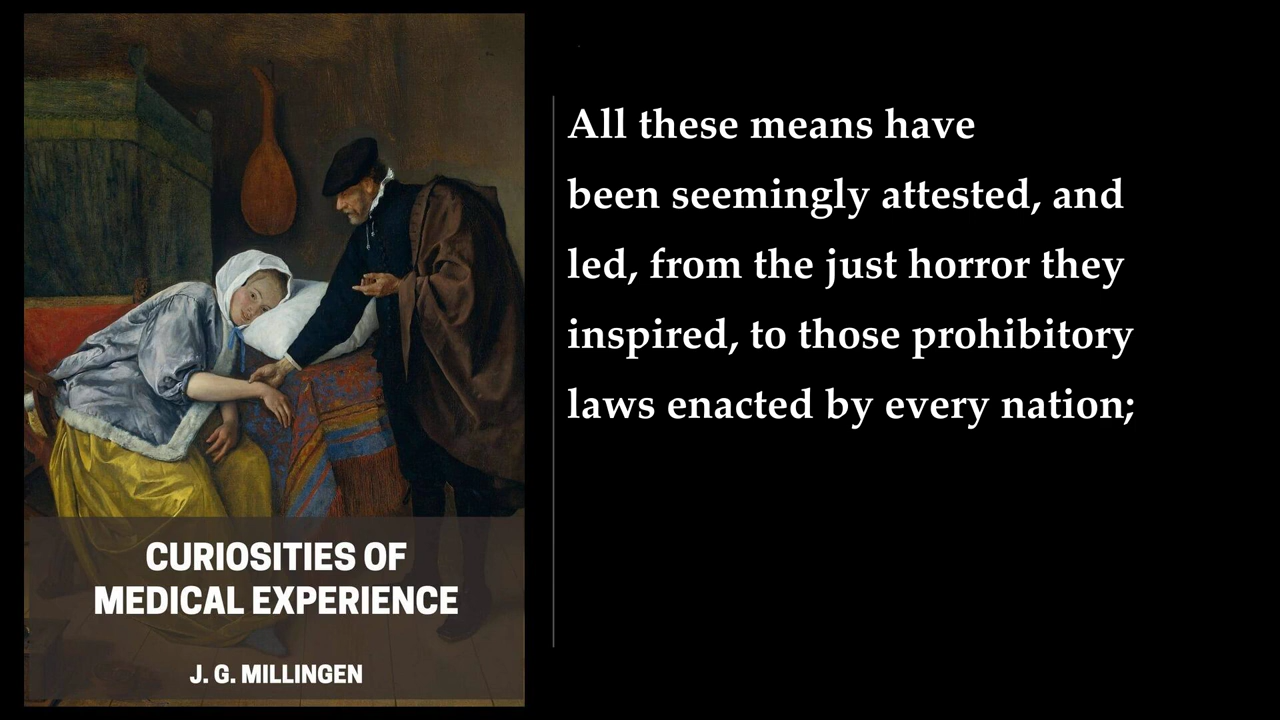 All these means have
been seemingly attested, and
led, from the just horror they
inspired, to those prohibitory
laws enacted by every nation;
CURIOSITIES OF
MEDICAL EXPERIENCE
J. G. MILLINGEN